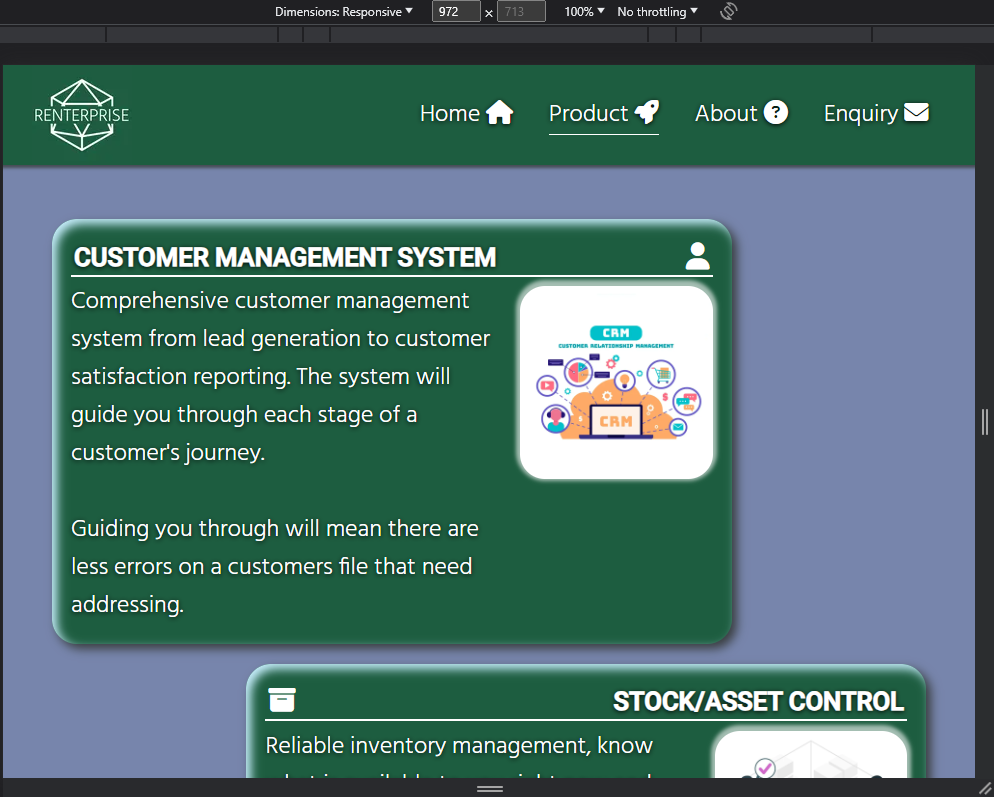 Dimensions: Responsive 972 × 713 100% No throttling
RENTERPRISE
Home Product About ? Enquiry
CUSTOMER MANAGEMENT SYSTEM
Comprehensive customer management
system from lead generation to customer
satisfaction reporting. The system will
guide you through each stage of a
customer's journey.
CRM
CUSTOMER RELATIONSHIP MANAGEMENT
$
CRM
Guiding you through will mean there are
less errors on a customers file that need
addressing.
STOCK/ASSET CONTROL
Reliable inventory management, know